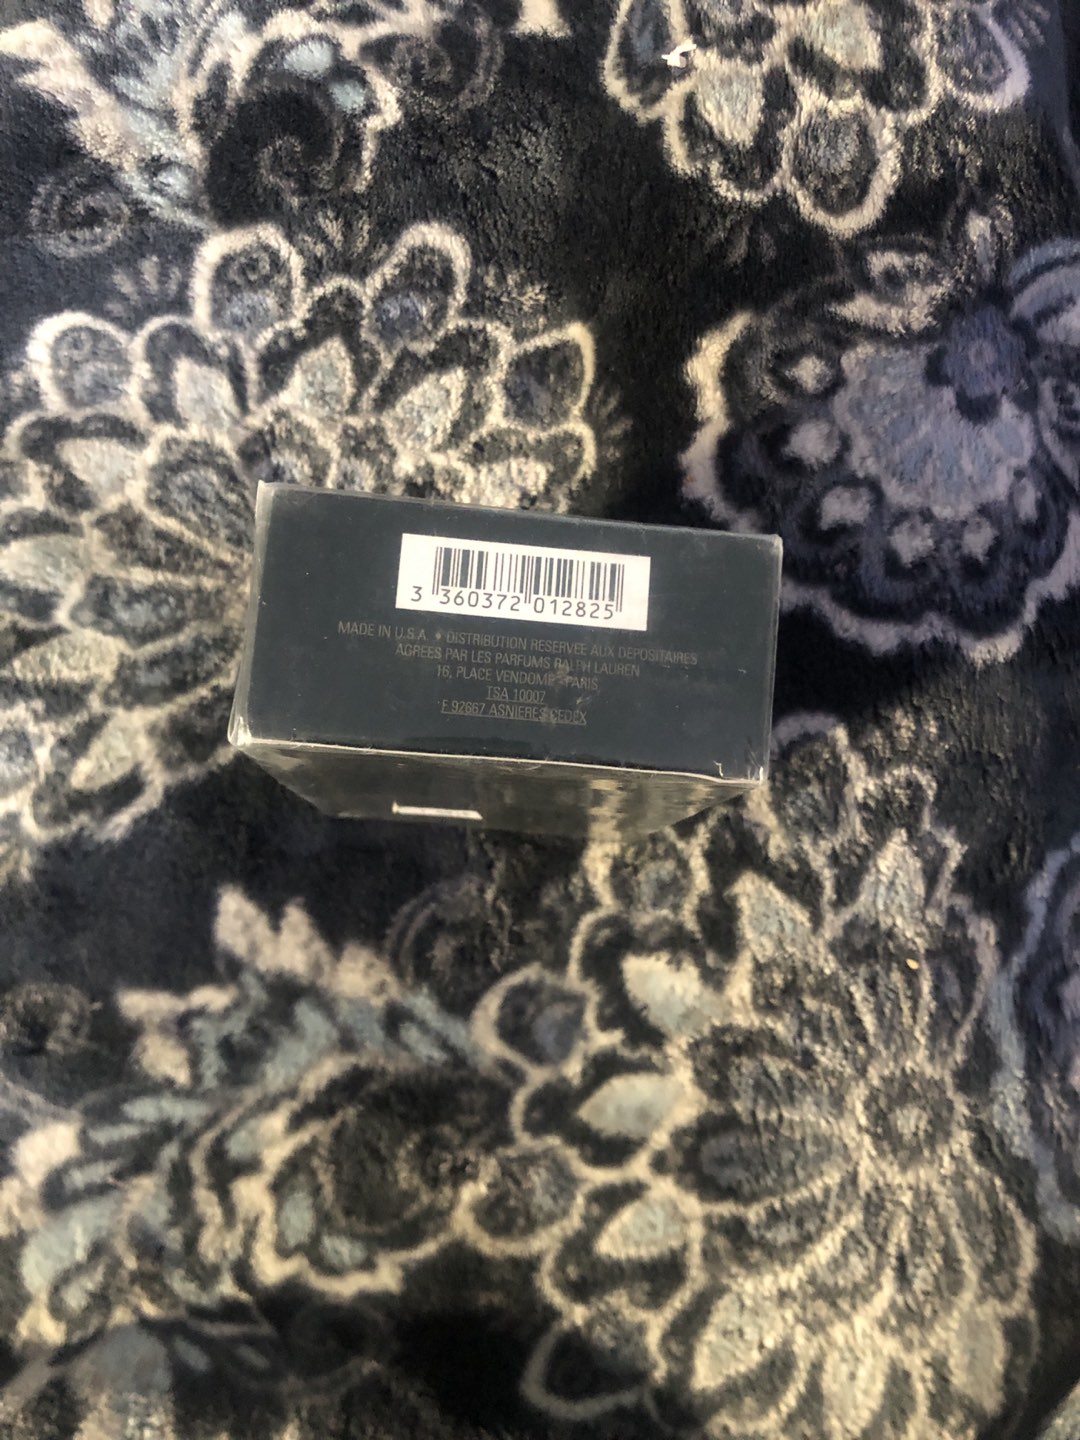 3 360372 012825
MADE IN U.S.A. ♦ DISTRIBUTION RESERVEE AUX DEPOSITAIRES
AGREES PAR LES PARFUMS RALPH LAUREN
16, PLACE VENDOME - PARIS
TSA 10007
F 92667 ASNIERES CEDEX